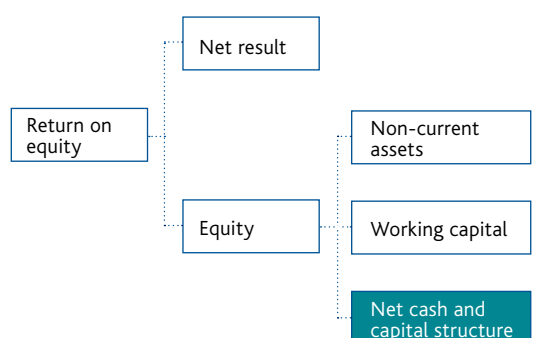 Net result
Return on
equity
Non-current
assets
Equity
Working capital
Net cash and
capital structure